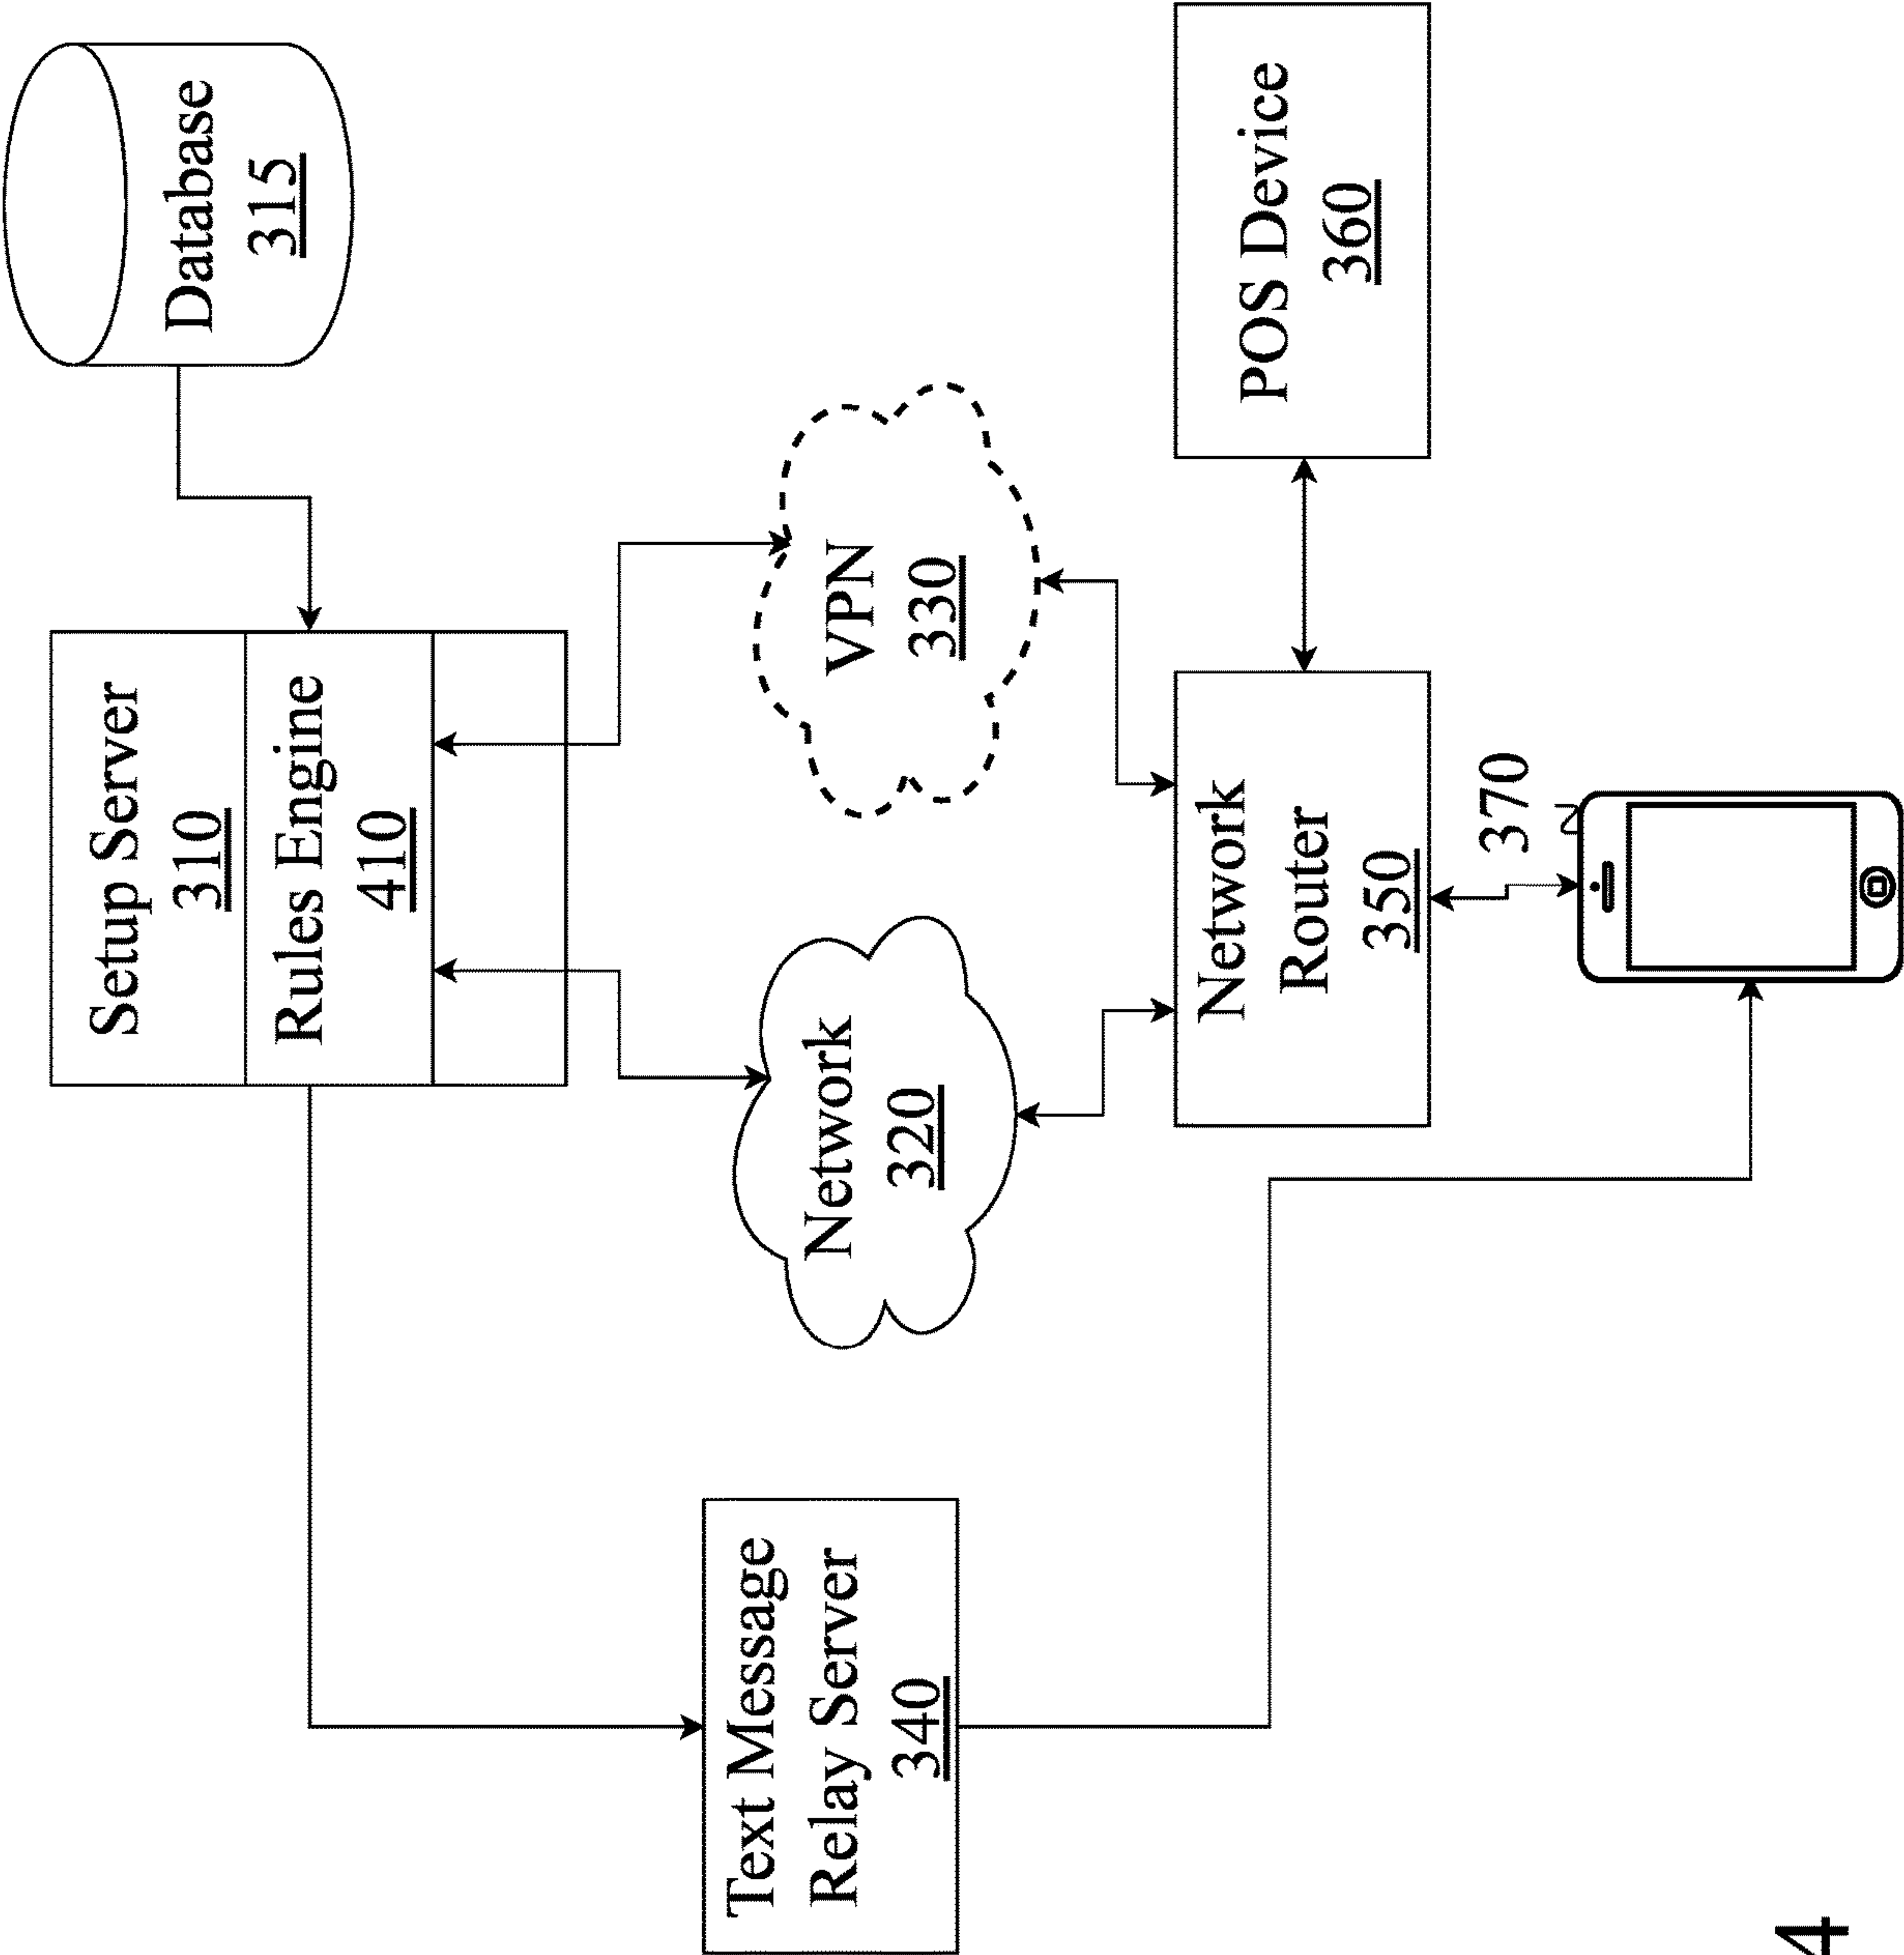 Setup Server
310
Rules Engine
410
Database
315
Text Message
Relay Server
340
Network
320
VPN
330
Network
Router
350
POS Device
360
370
4